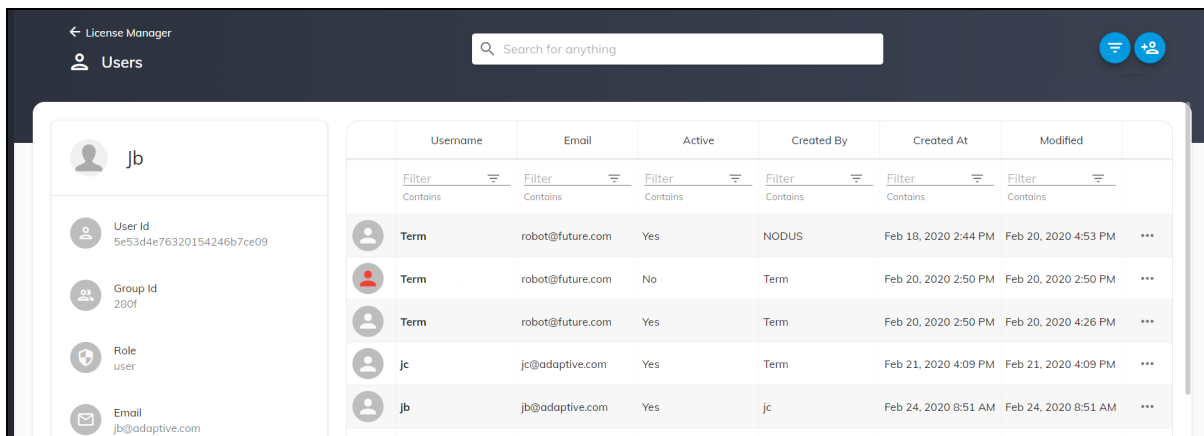 License Manager
Users
Search for anything
Jb
User Id
5e53d4e76320154246b7ce09
Group Id
280f
Role
user
Email
jb@adaptive.com
Username Email Active Created By Created At Modified
Filter Filter Filter Filter Filter Filter
Contains Contains Contains Contains Contains Contains
Term robot@future.com Yes NODUS Feb 18, 2020 2:44 PM Feb 20, 2020 4:53 PM
Term robot@future.com No Term Feb 20, 2020 2:50 PM Feb 20, 2020 2:50 PM
Term robot@future.com Yes Term Feb 20, 2020 2:50 PM Feb 20, 2020 4:26 PM
jc jc@adaptive.com Yes Term Feb 21, 2020 4:09 PM Feb 21, 2020 4:09 PM
jb jb@adaptive.com Yes jc Feb 24, 2020 8:51 AM Feb 24, 2020 8:51 AM